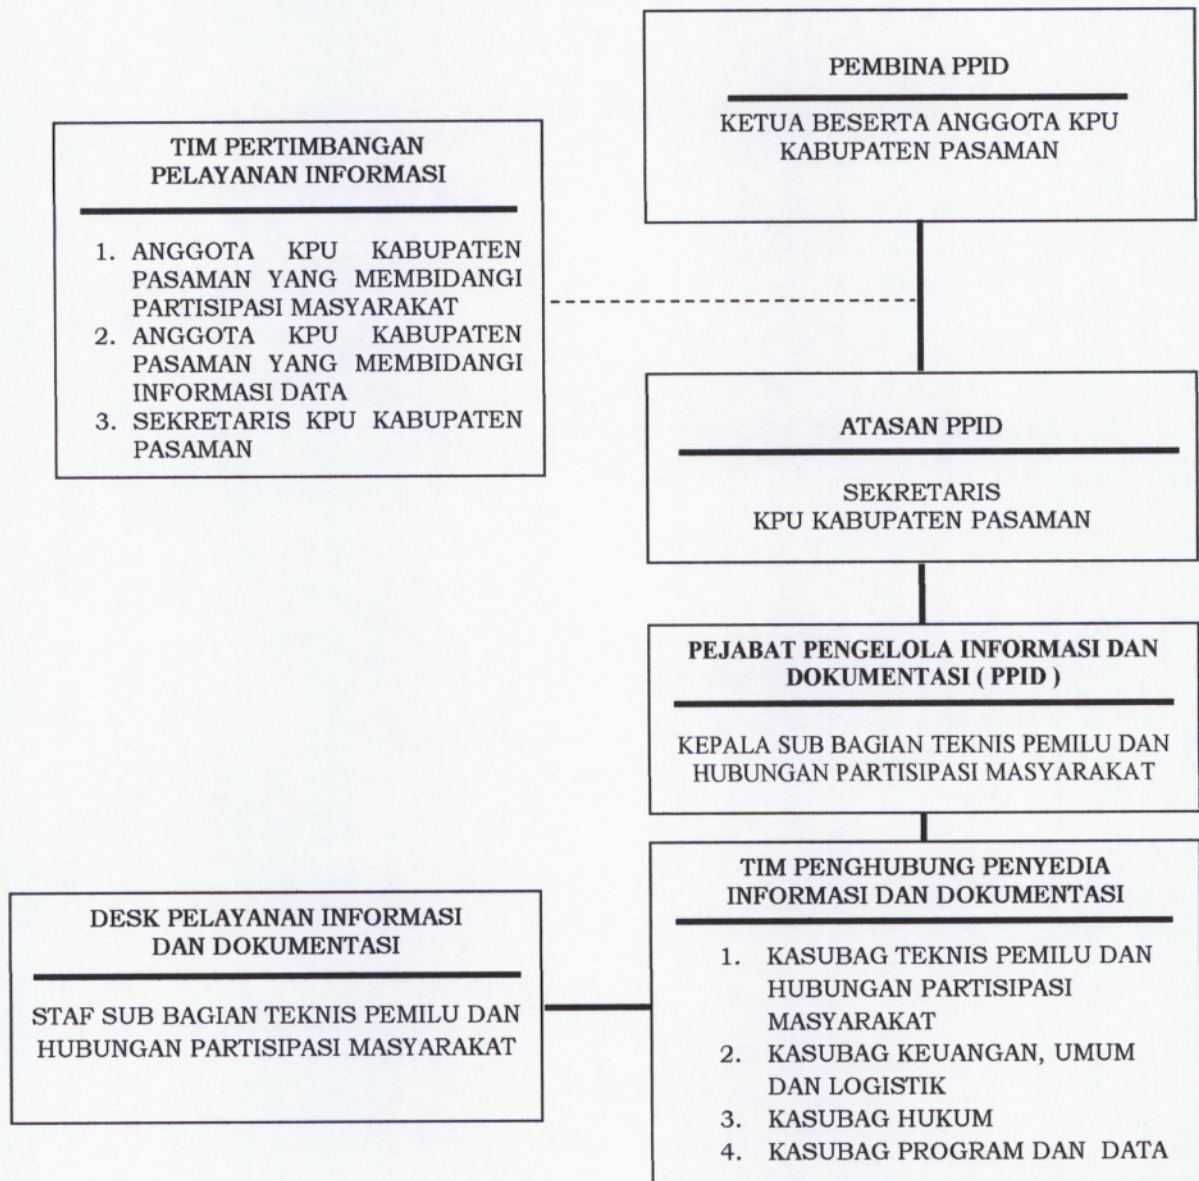 PEMBINA PPID
KETUA BESERTA ANGGOTA KPU
KABUPATEN PASAMAN
TIM PERTIMBANGAN
PELAYANAN INFORMASI
1. ANGGOTA KPU KABUPATEN
PASAMAN YANG MEMBIDANGI
PARTISIPASI MASYARAKAT
2. ANGGOTA KPU KABUPATEN
PASAMAN YANG MEMBIDANGI
INFORMASI DATA
3. SEKRETARIS KPU KABUPATEN
PASAMAN
ATASAN PPID
SEKRETARIS
KPU KABUPATEN PASAMAN
PEJABAT PENGELOLA INFORMASI DAN
DOKUMENTASI ( PPID )
KEPALA SUB BAGIAN TEKNIS PEMILU DAN
HUBUNGAN PARTISIPASI MASYARAKAT
TIM PENGHUBUNG PENYEDIA
INFORMASI DAN DOKUMENTASI
1. KASUBAG TEKNIS PEMILU DAN
HUBUNGAN PARTISIPASI
MASYARAKAT
2. KASUBAG KEUANGAN, UMUM
DAN LOGISTIK
3. KASUBAG HUKUM
4. KASUBAG PROGRAM DAN DATA
DESK PELAYANAN INFORMASI
DAN DOKUMENTASI
STAF SUB BAGIAN TEKNIS PEMILU DAN
HUBUNGAN PARTISIPASI MASYARAKAT